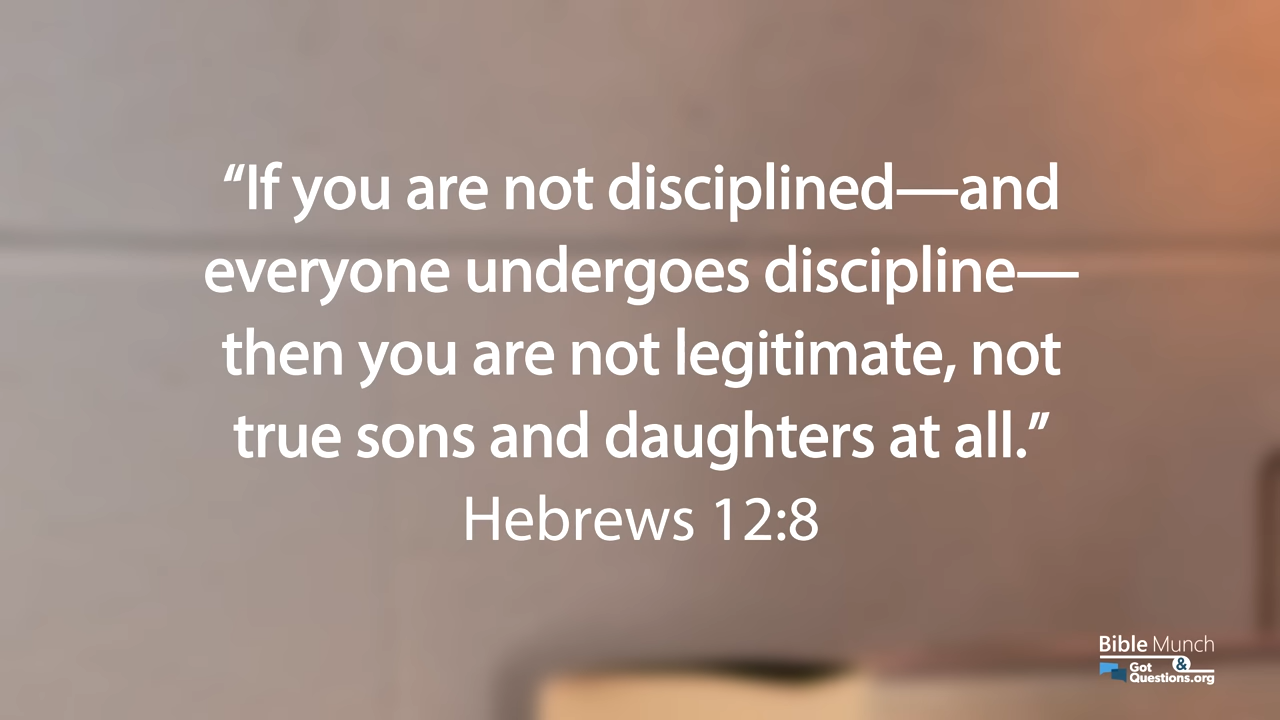 “If you are not disciplined—and
everyone undergoes discipline—
then you are not legitimate, not
true sons and daughters at all.”
Hebrews 12:8
Bible Munch
&
Got
Questions.org